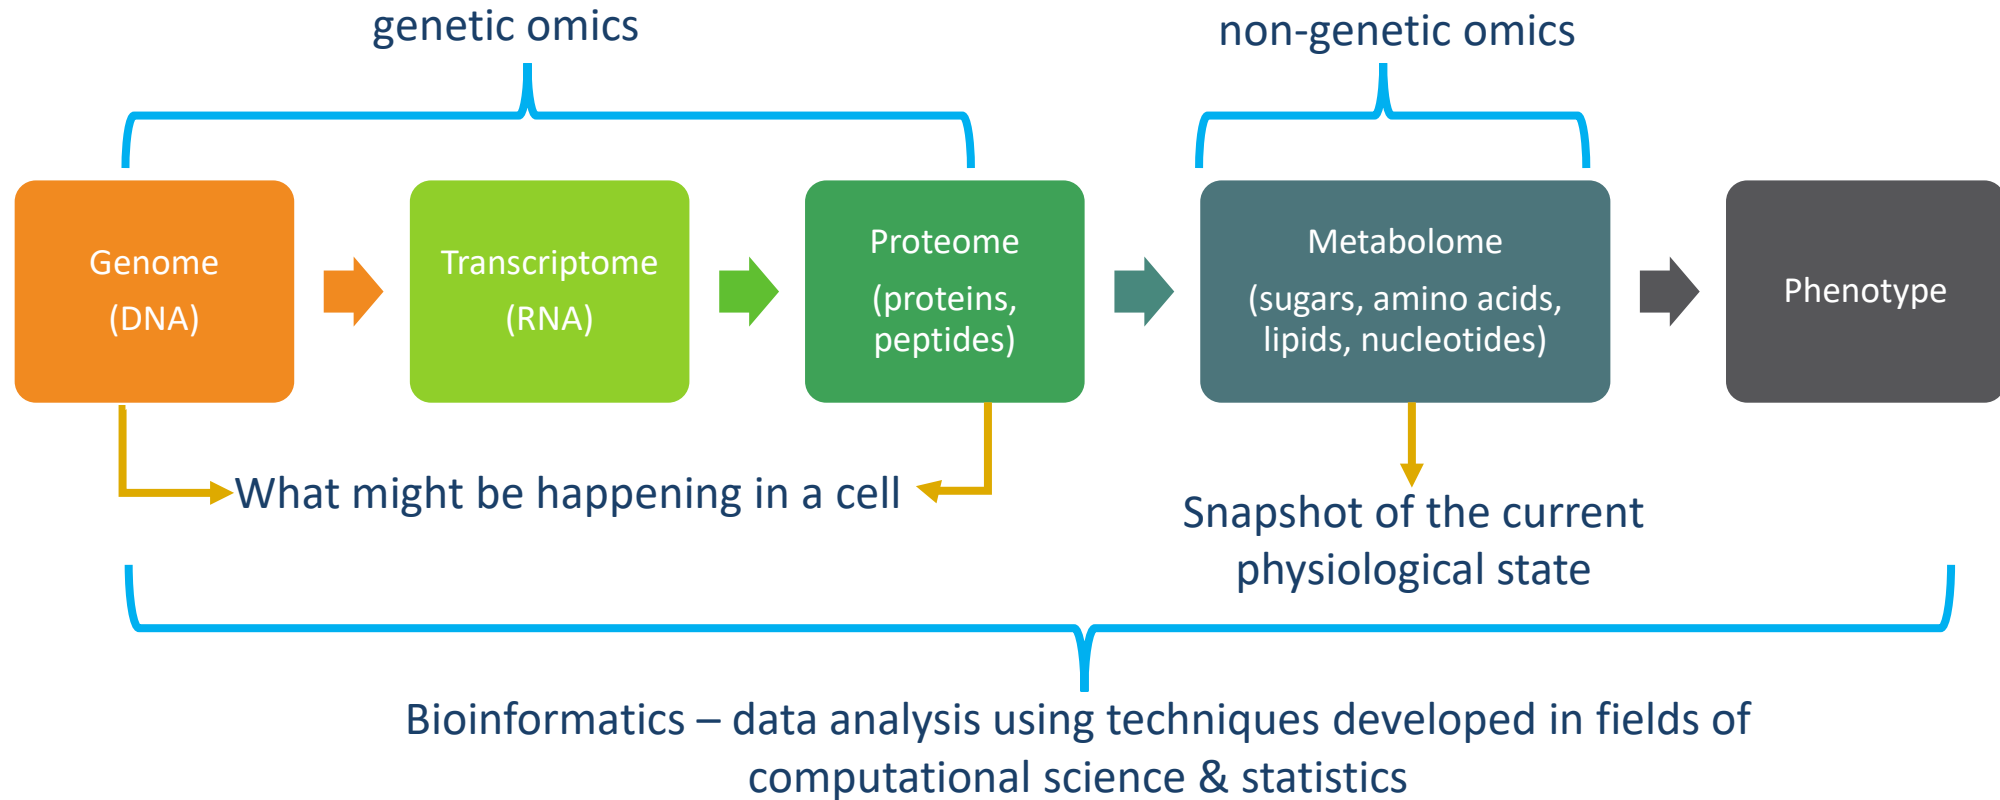 genetic omics
non-genetic omics
Genome
(DNA)
Transcriptome
(RNA)
Proteome
(proteins,
peptides)
Metabolome
(sugars, amino acids,
lipids, nucleotides)
Phenotype
What might be happening in a cell
Snapshot of the current
physiological state
Bioinformatics – data analysis using techniques developed in fields of
computational science & statistics